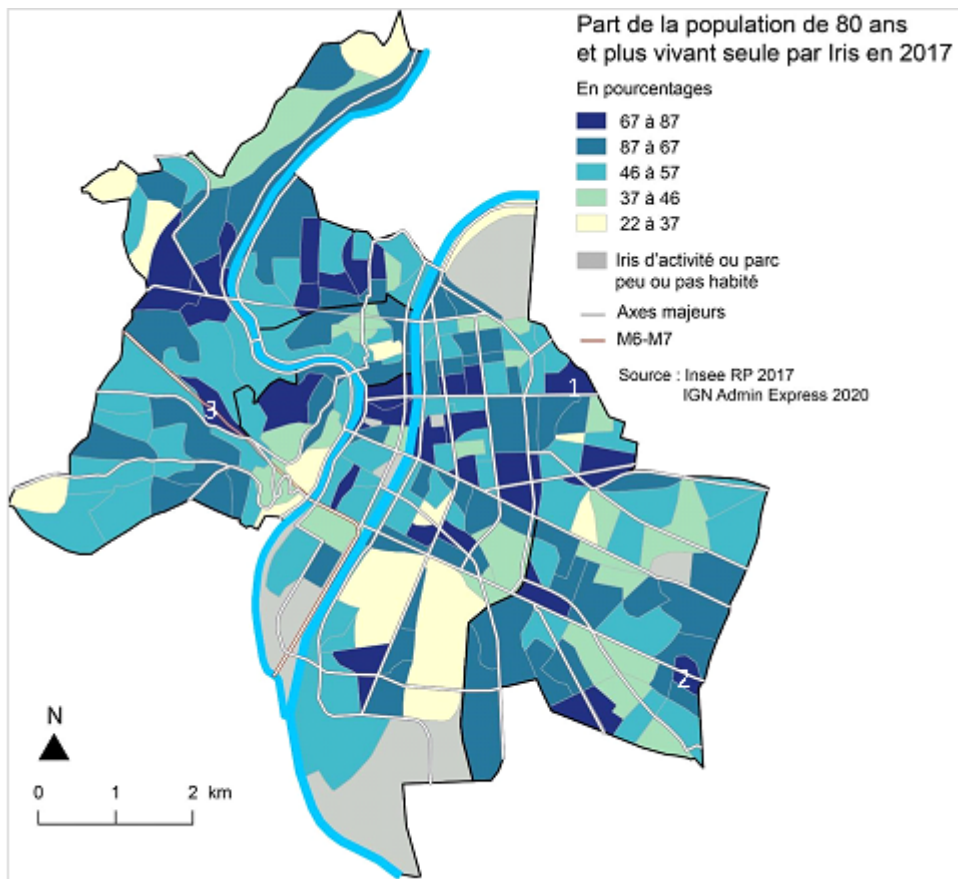 Part de la population de 80 ans
et plus vivant seule par Iris en 2017
En pourcentages
67 à 87
87 à 67
46 à 57
37 à 46
22 à 37
Iris d'activité ou parc
peu ou pas habité
Axes majeurs
M6-M7
Source : Insee RP 2017
IGN Admin Express 2020
1
3
2
N
0 1 2 km